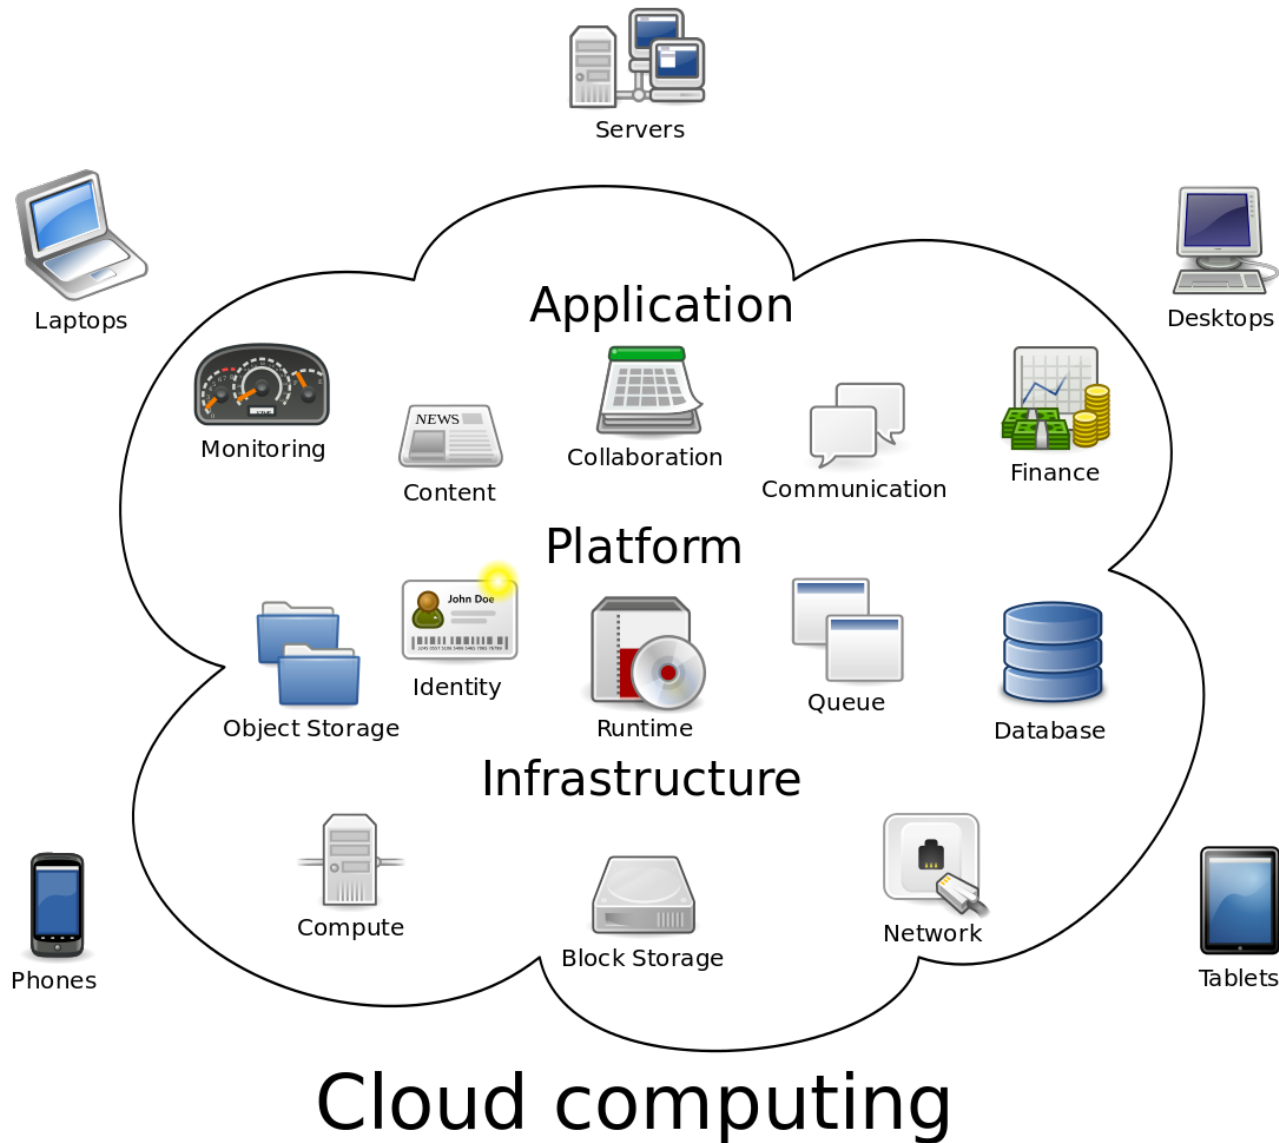 Servers
Laptops
Desktops
Application
Monitoring
NEWS
Content
Collaboration
Communication
Finance
Platform
John Doe
Identity
Object Storage
Runtime
Queue
Database
Infrastructure
Compute
Block Storage
Network
Phones
Tablets
Cloud computing